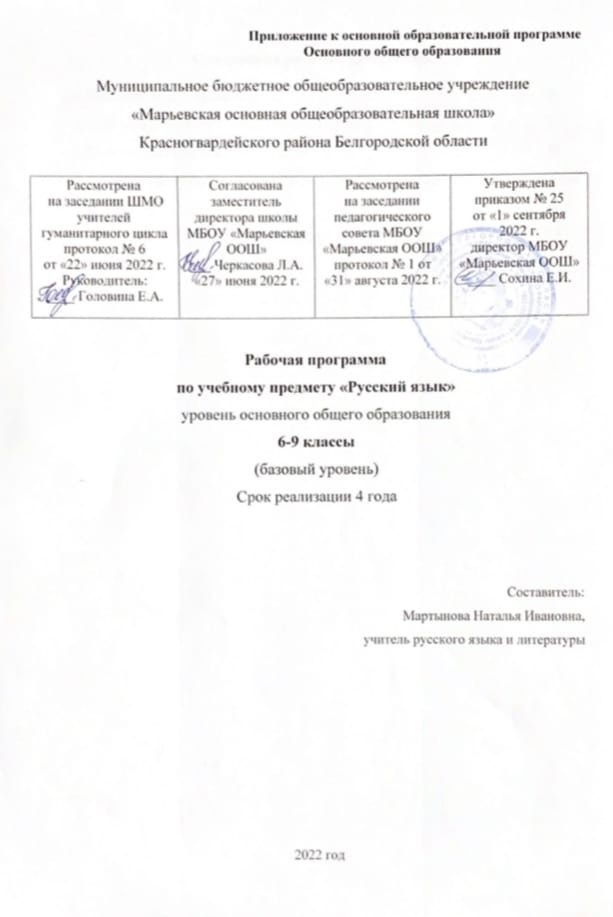 Приложение к основной образовательной программе
Основного общего образования
Муниципальное бюджетное общеобразовательное учреждение
«Марьевская основная общеобразовательная школа»
Красногвардейского района Белгородской области
Рассмотрена
на заседании ШМО
учителей
гуманитарного цикла
протокол № 6
от «22» июня 2022 г.
Руководитель:
Головина Е.А.
Согласована
заместитель
директора школы
МБОУ «Марьевская
ООШ»
Черкасова Л.А.
«27» июня 2022 г.
Рассмотрена
на заседании
педагогического
совета МБОУ
«Марьевская ООШ»
протокол № 1 от
«31» августа 2022 г.
Утверждена
приказом № 25
от «1» сентября
2022 г.
директор МБОУ
«Марьевская ООШ»
Сохина Е.И.
Рабочая программа
по учебному предмету «Русский язык»
уровень основного общего образования
6-9 классы
(базовый уровень)
Срок реализации 4 года
Составитель:
Мартынова Наталья Ивановна,
учитель русского языка и литературы
2022 год